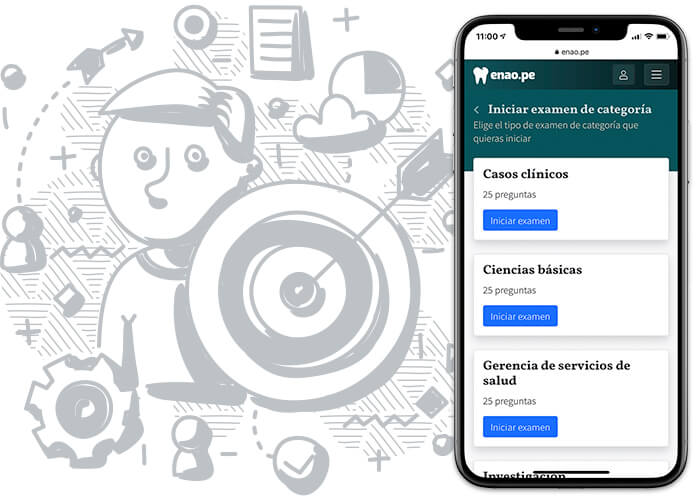 11:00
enao.pe
enao.pe
Iniciar examen de categoría
Elige el tipo de examen de categoría que
quieras iniciar
Casos clínicos
25 preguntas
Iniciar examen
Ciencias básicas
25 preguntas
Iniciar examen
Gerencia de servicios de
salud
25 preguntas
Iniciar examen
Investigación